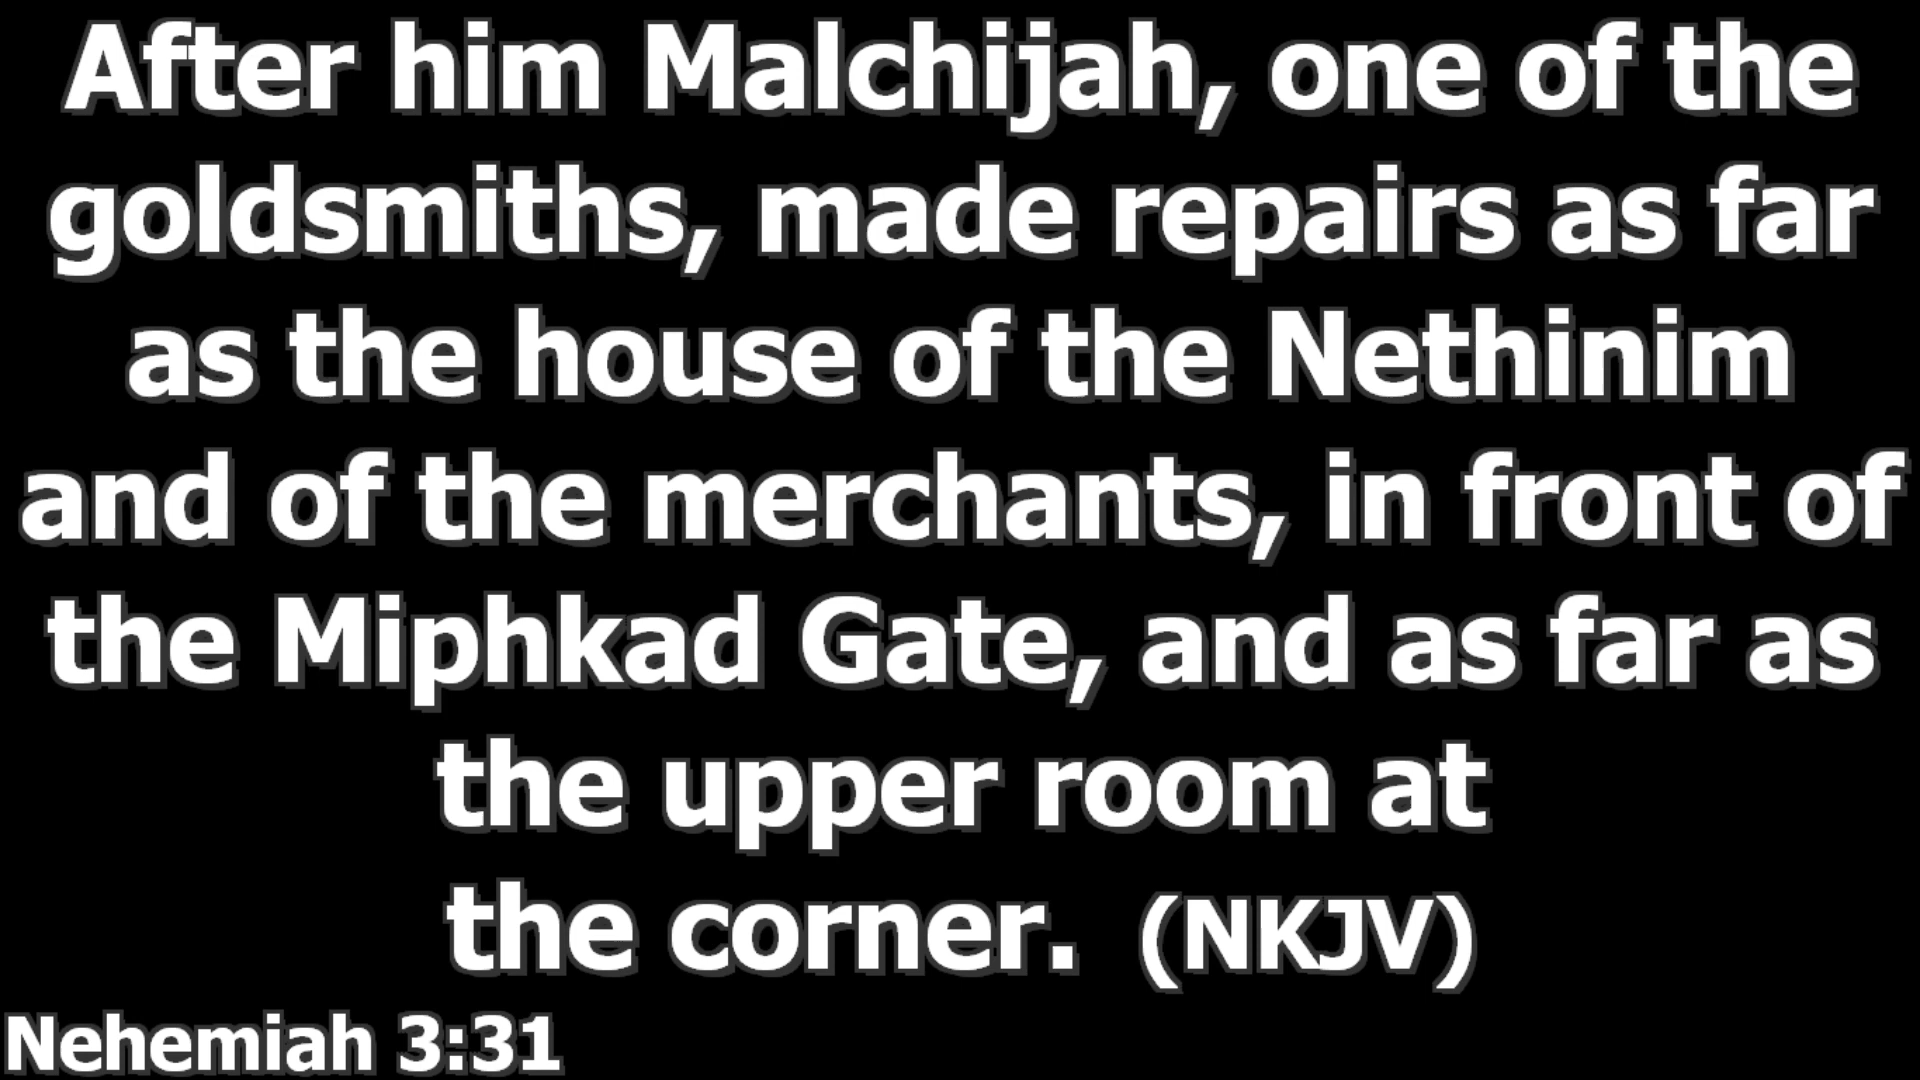 After him Malchijah, one of the
goldsmiths, made repairs as far
as the house of the Nethinim
and of the merchants, in front of
the Miphkad Gate, and as far as
the upper room at
the corner. (NKJV)
Nehemiah 3:31